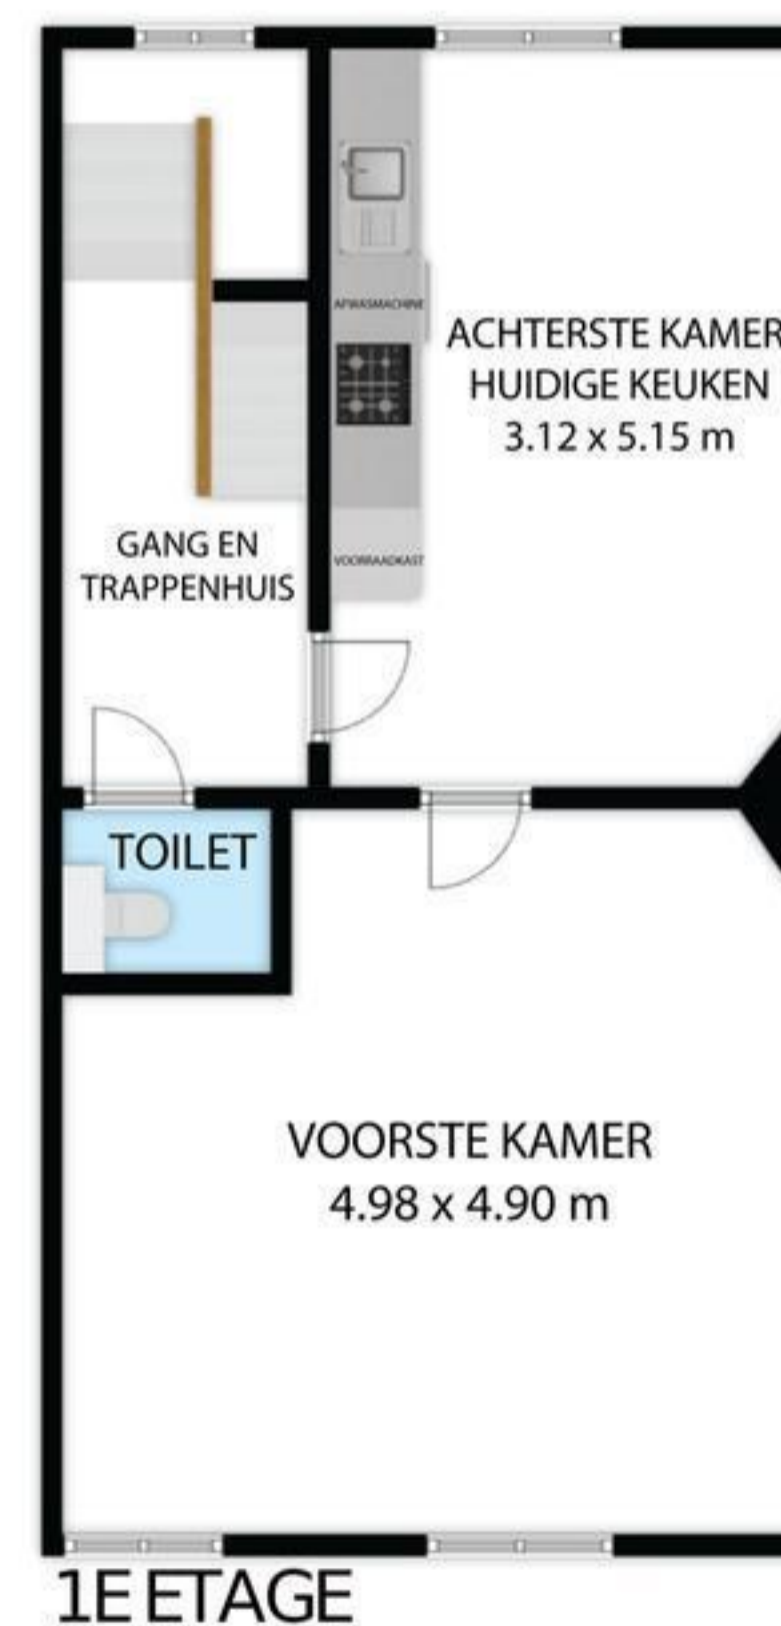 AFWASMACHINE
ACHTERSTE KAMER
HUIDIGE KEUKEN
3.12 x 5.15 m
GANG EN
TRAPPENHUIS
VOORRAADKAST
TOILET
VOORSTE KAMER
4.98 x 4.90 m
1E ETAGE